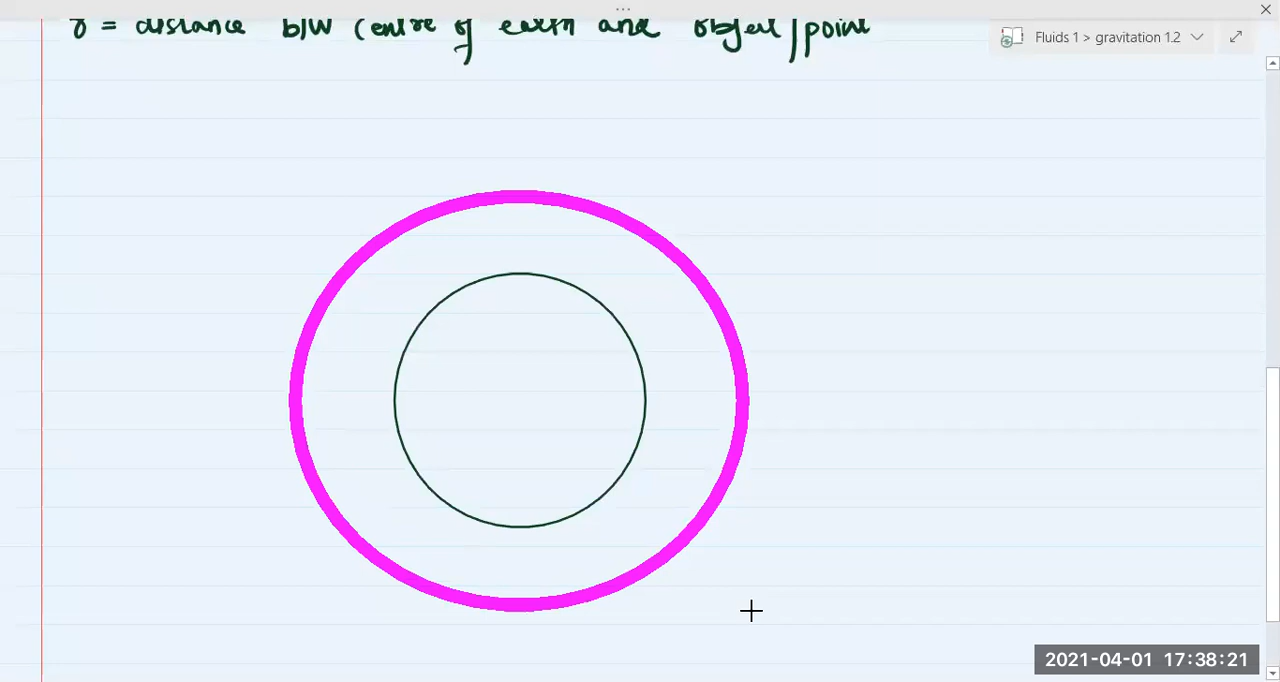 r = distance b/w centre of earth and object/point
Fluids 1 > gravitation 1.2
2021-04-01 17:38:21